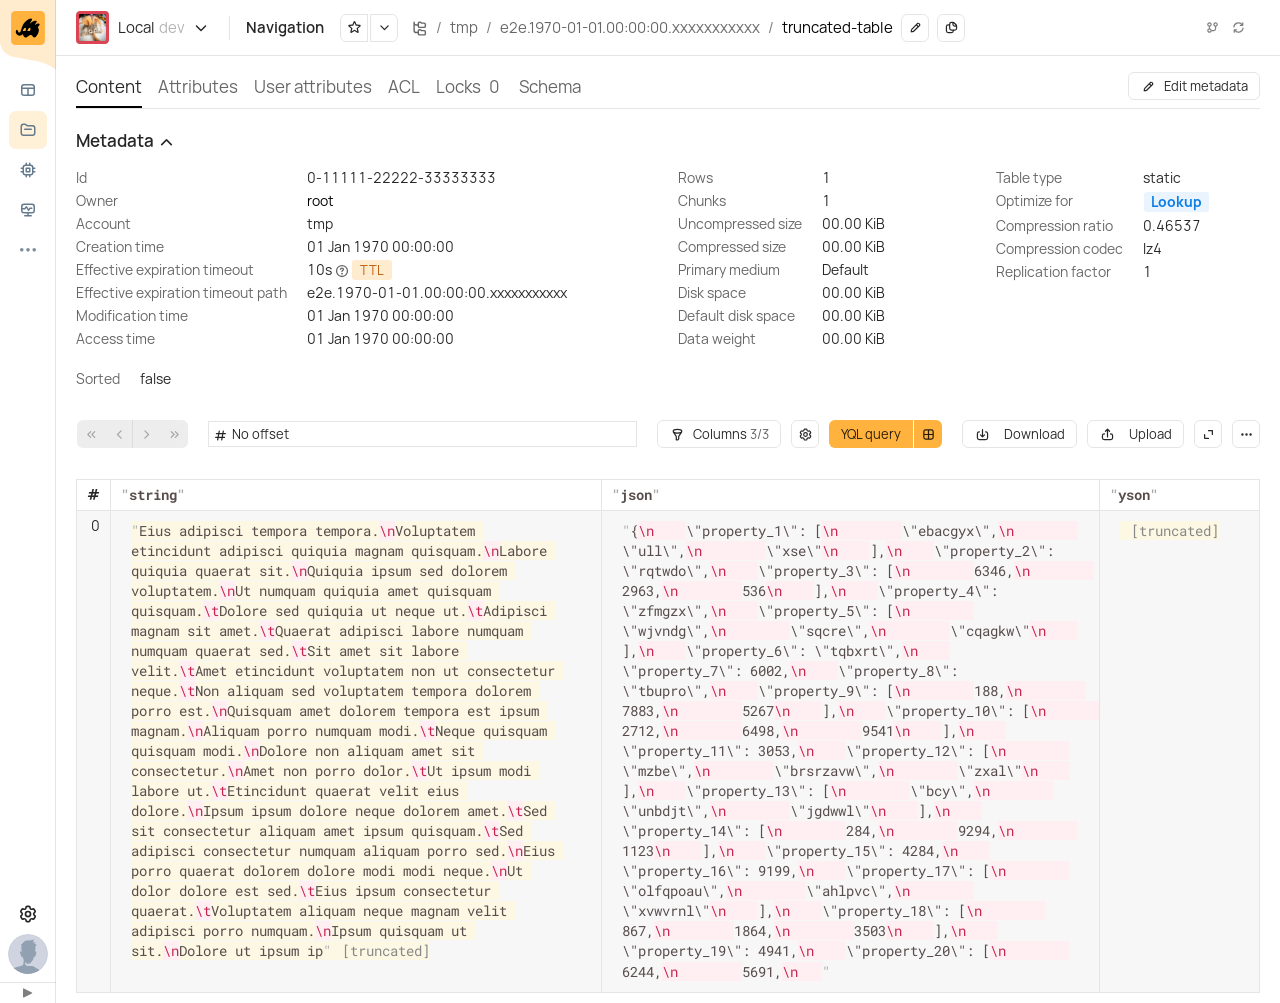 Local dev Navigation / tmp / e2e.1970-01-01.00:00:00.xxxxxxxxxxx / truncated-table
Content Attributes User attributes ACL Locks 0 Schema Edit metadata
Metadata
Id 0-11111-22222-33333333 Rows 1 Table type static
Owner root Chunks 1 Optimize for Lookup
Account tmp Uncompressed size 00.00 KiB Compression ratio 0.46537
Creation time 01 Jan 1970 00:00:00 Compressed size 00.00 KiB Compression codec lz4
Effective expiration timeout 10s TTL Primary medium Default Replication factor 1
Effective expiration timeout path e2e.1970-01-01.00:00:00.xxxxxxxxxxx Disk space 00.00 KiB
Modification time 01 Jan 1970 00:00:00 Default disk space 00.00 KiB
Access time 01 Jan 1970 00:00:00 Data weight 00.00 KiB
Sorted false
# No offset Columns 3/3 YQL query Download Upload
# "string" "json" "yson"
0
"Eius adipisci tempora tempora.\nVoluptatem
etincidunt adipisci quiquia magnam quisquam.\nLabore
quiquia quaerat sit.\nQuiquia ipsum sed dolorem
voluptatem.\nUt numquam quiquia amet quisquam
quisquam.\tDolore sed quiquia ut neque ut.\tAdipisci
magnam sit amet.\tQuaerat adipisci labore numquam
numquam quaerat sed.\tSit amet sit labore
velit.\tAmet etincidunt voluptatem non ut consectetur
neque.\tNon aliquam sed voluptatem tempora dolorem
porro est.\nQuisquam amet dolorem tempora est ipsum
magnam.\nAliquam porro numquam modi.\tNeque quisquam
quisquam modi.\nDolore non aliquam amet sit
consectetur.\nAmet non porro dolor.\tUt ipsum modi
labore ut.\tEtincidunt quaerat velit eius
dolore.\nIpsum ipsum dolore neque dolorem amet.\tSed
sit consectetur aliquam amet ipsum quisquam.\tSed
adipisci consectetur numquam aliquam porro sed.\nEius
porro quaerat dolorem dolore modi modi neque.\nUt
dolor dolore est sed.\tEius ipsum consectetur
quaerat.\tVoluptatem aliquam neque magnam velit
adipisci porro numquam.\nIpsum quisquam ut
sit.\nDolore ut ipsum ip" [truncated]
"{\n    \"property_1\": [\n        \"ebacgyx\",\n
\"ull\",\n        \"xse\"\n    ],\n    \"property_2\":
\"rqtwdo\",\n    \"property_3\": [\n        6346,\n
2963,\n        536\n    ],\n    \"property_4\":
\"zfmgzx\",\n    \"property_5\": [\n
\"wjvndg\",\n        \"sqcre\",\n        \"cqagkw\"\n
],\n    \"property_6\": \"tqbxrt\",\n
\"property_7\": 6002,\n    \"property_8\":
\"tbupro\",\n    \"property_9\": [\n        188,\n
7883,\n        5267\n    ],\n    \"property_10\": [\n
2712,\n        6498,\n        9541\n    ],\n
\"property_11\": 3053,\n    \"property_12\": [\n
\"mzbe\",\n        \"brsrzavw\",\n        \"zxal\"\n
],\n    \"property_13\": [\n        \"bcy\",\n
\"unbdjt\",\n        \"jgdwwl\"\n    ],\n
\"property_14\": [\n        284,\n        9294,\n
1123\n    ],\n    \"property_15\": 4284,\n
\"property_16\": 9199,\n    \"property_17\": [\n
\"olfqpoau\",\n        \"ahlpvc\",\n
\"xvwvrnl\"\n    ],\n    \"property_18\": [\n
867,\n        1864,\n        3503\n    ],\n
\"property_19\": 4941,\n    \"property_20\": [\n
6244,\n        5691,\n   "
[truncated]